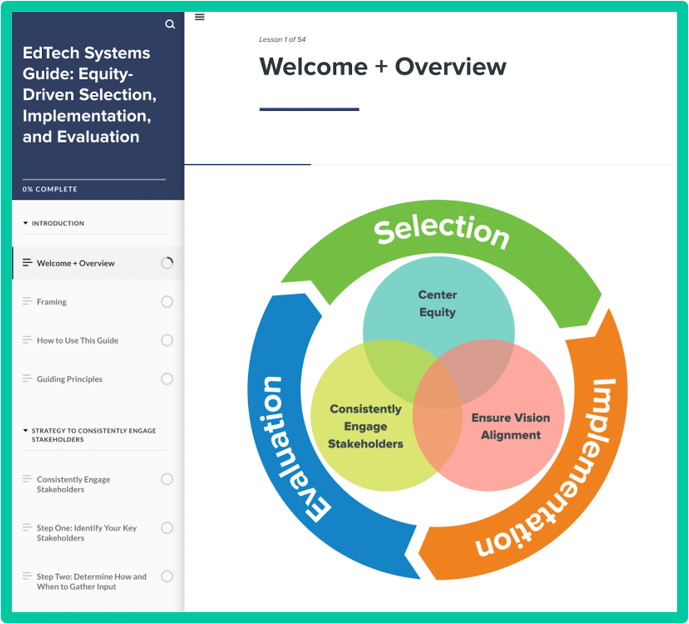 EdTech Systems
Guide: Equity-
Driven Selection,
Implementation,
and Evaluation
0% COMPLETE
INTRODUCTION
Welcome + Overview
Framing
How to Use This Guide
Guiding Principles
STRATEGY TO CONSISTENTLY ENGAGE
STAKEHOLDERS
Consistently Engage
Stakeholders
Step One: Identify Your Key
Stakeholders
Step Two: Determine How and
When to Gather Input
Lesson 1 of 54
Welcome + Overview
Selection
Center
Equity
Consistently
Engage
Stakeholders
Ensure Vision
Alignment
Implementation
Evaluation